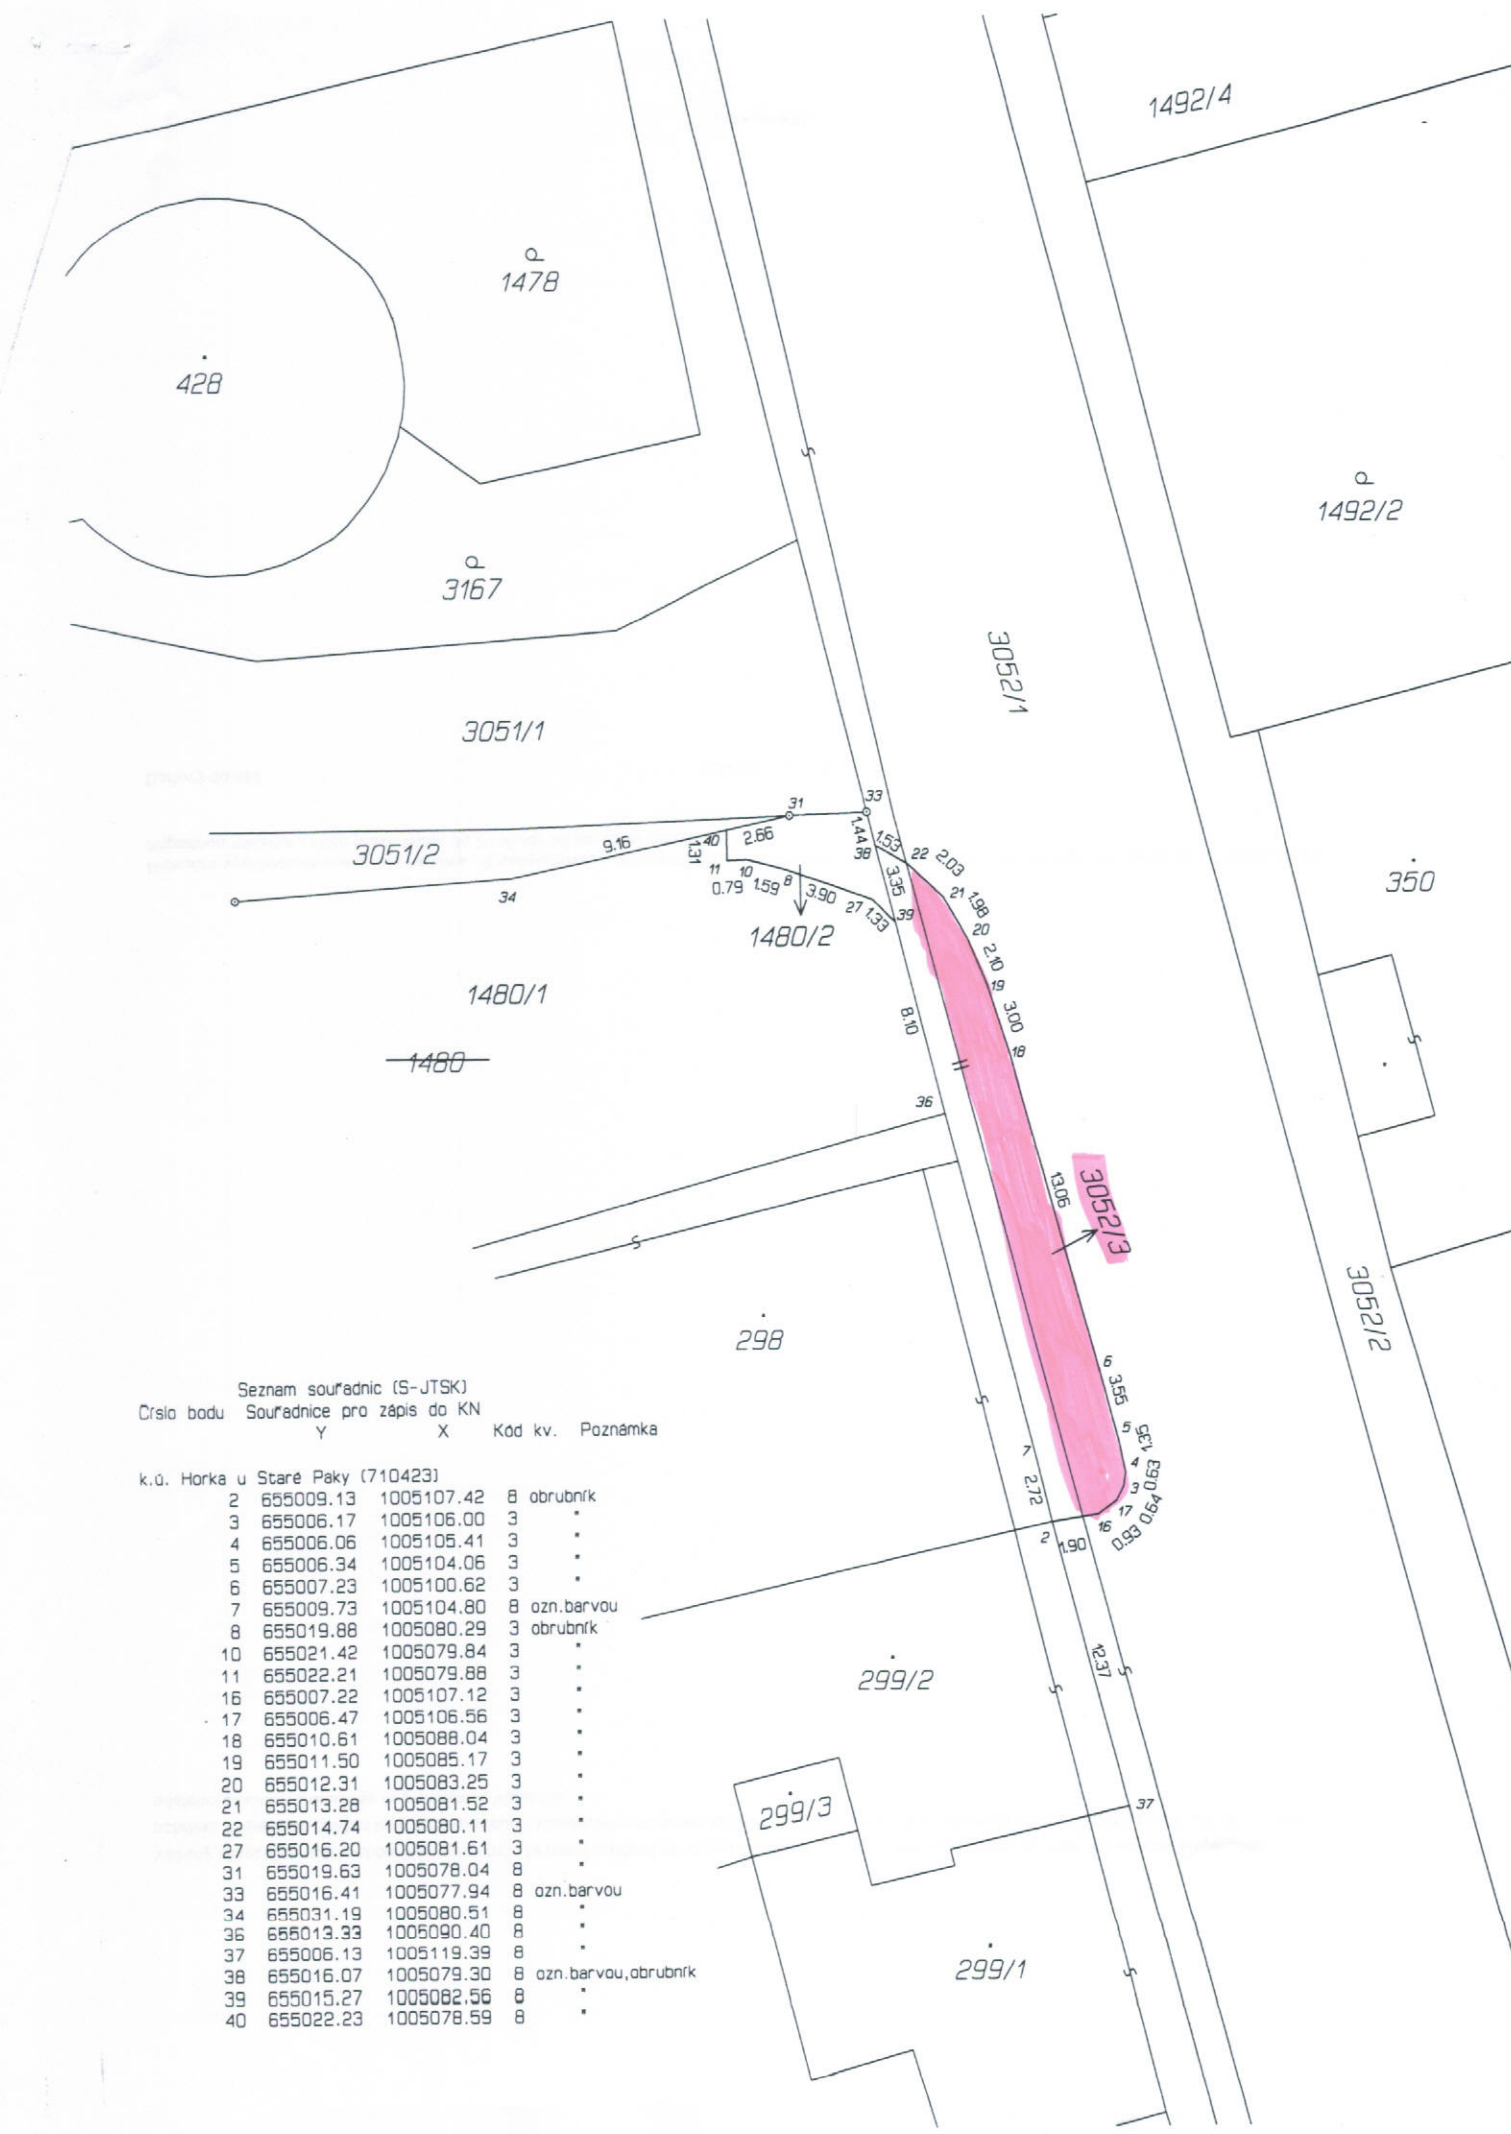 1492/4
1478
428
1492/2
3167
3052/1
3051/1
31
33
1.44
1.53
38
22
2.03
40
2.66
9.16
1.31
3051/2
11
10
8
0.79
1.59
3.90
27
1.33
3.35
39
21
1.98
20
2.10
19
3.00
18
350
34
1480/2
1480/1
1480
8.10
36
13.06
3052/3
3052/2
298
6
3.55
5
1.35
4
0.63
3
0.64
17
16
0.93
7
2.72
2
1.90
12.37
299/2
299/3
37
299/1
Seznam souřadnic (S-JTSK)
Číslo bodu Souřadnice pro zápis do KN
Y X Kód kv. Poznámka
k.ú. Horka u Staré Paky (710423)
2 655009.13 1005107.42 8 obrubník
3 655006.17 1005106.00 3 "
4 655006.06 1005105.41 3 "
5 655006.34 1005104.06 3 "
6 655007.23 1005100.62 3 "
7 655009.73 1005104.80 8 ozn.barvou
8 655019.88 1005080.29 3 obrubník
10 655021.42 1005079.84 3 "
11 655022.21 1005079.88 3 "
16 655007.22 1005107.12 3 "
17 655006.47 1005106.56 3 "
18 655010.61 1005088.04 3 "
19 655011.50 1005085.17 3 "
20 655012.31 1005083.25 3 "
21 655013.28 1005081.52 3 "
22 655014.74 1005080.11 3 "
27 655016.20 1005081.61 3 "
31 655019.63 1005078.04 8 "
33 655016.41 1005077.94 8 ozn.barvou
34 655031.19 1005080.51 8 "
36 655013.33 1005090.40 8 "
37 655006.13 1005119.39 8 "
38 655016.07 1005079.30 8 ozn.barvou,obrubník
39 655015.27 1005082.56 8 "
40 655022.23 1005078.59 8 "